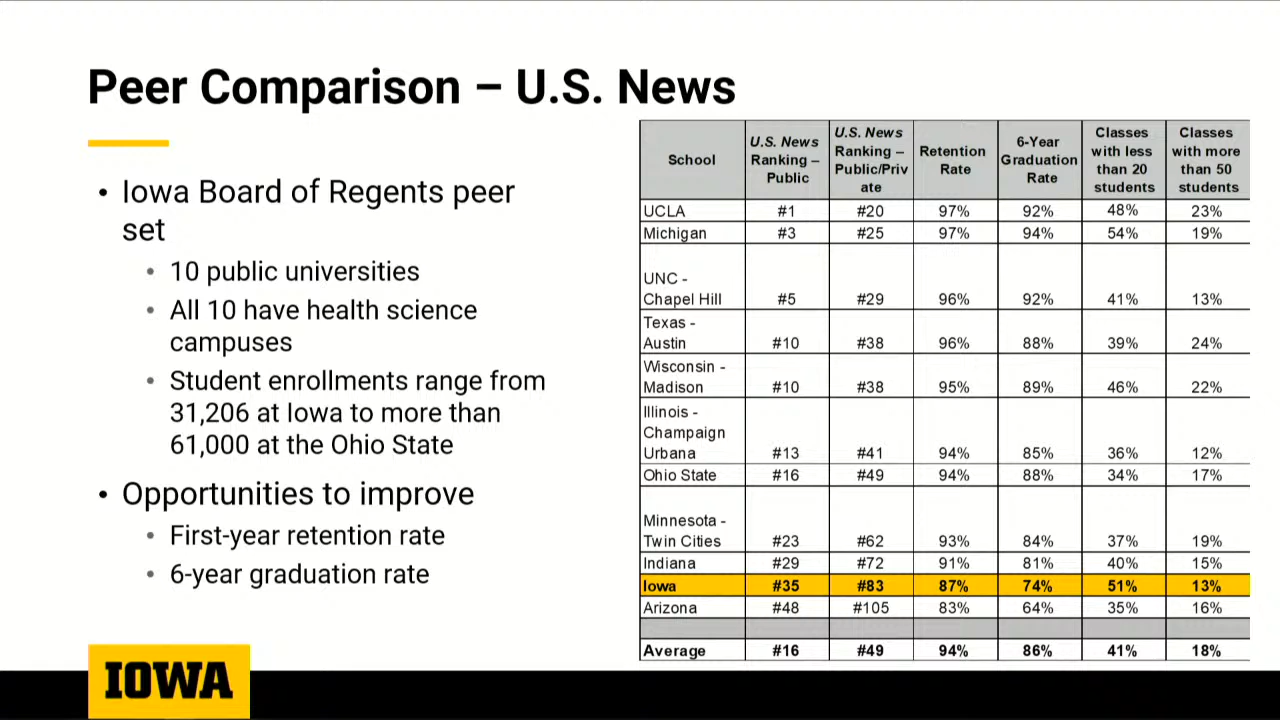 Peer Comparison – U.S. News
• Iowa Board of Regents peer
set
• 10 public universities
• All 10 have health science
campuses
• Student enrollments range from
31,206 at Iowa to more than
61,000 at the Ohio State
• Opportunities to improve
• First-year retention rate
• 6-year graduation rate
School | U.S. News Ranking – Public | U.S. News Ranking – Public/Private | Retention Rate | 6-Year Graduation Rate | Classes with less than 20 students | Classes with more than 50 students
UCLA #1 #20 97% 92% 48% 23%
Michigan #3 #25 97% 94% 54% 19%
UNC -
Chapel Hill #5 #29 96% 92% 41% 13%
Texas -
Austin #10 #38 96% 88% 39% 24%
Wisconsin -
Madison #10 #38 95% 89% 46% 22%
Illinois -
Champaign
Urbana #13 #41 94% 85% 36% 12%
Ohio State #16 #49 94% 88% 34% 17%
Minnesota -
Twin Cities #23 #62 93% 84% 37% 19%
Indiana #29 #72 91% 81% 40% 15%
Iowa #35 #83 87% 74% 51% 13%
Arizona #48 #105 83% 64% 35% 16%
Average #16 #49 94% 86% 41% 18%
IOWA